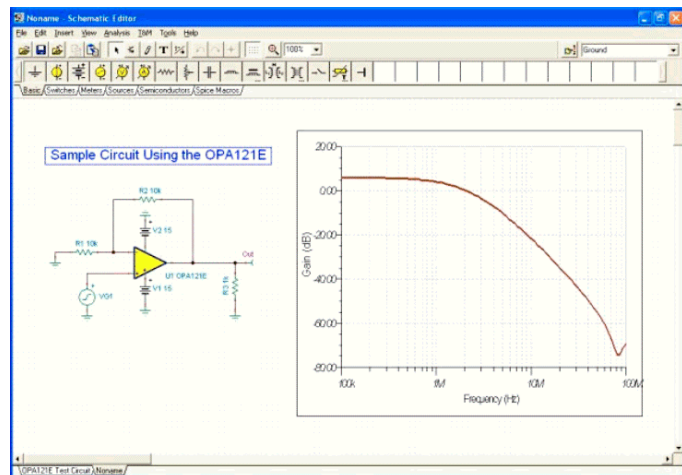 Noname - Schematic Editor
File Edit Insert View Analysis T&M Tools Help
100%
Ground
Basic Switches Meters Sources Semiconductors Spice Macros
Sample Circuit Using the OPA121E
R2 10k
V2 15
R1 10k
Out
U1 OPA121E
V1 15
R3 1k
VG1
20.00
0.00
-20.00
-40.00
-60.00
-80.00
Gain (dB)
100k 1M 10M 100M
Frequency (Hz)
OPA121E Test Circuit Noname